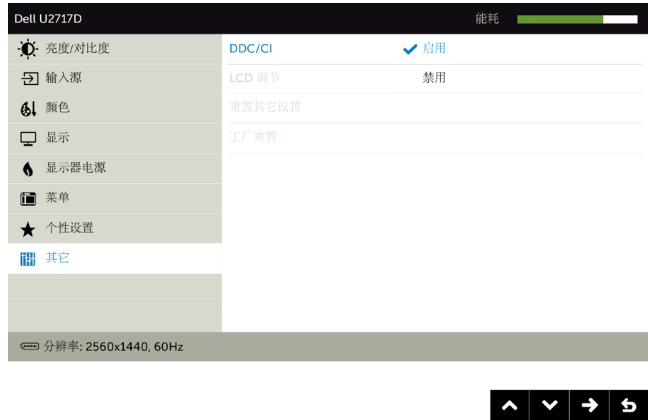 Dell U2717D 能耗
亮度/对比度 DDC/CI 启用
输入源 LCD 调节 禁用
颜色 重置其它设置
显示 工厂重置
显示器电源
菜单
个性设置
其它
分辨率: 2560x1440, 60Hz